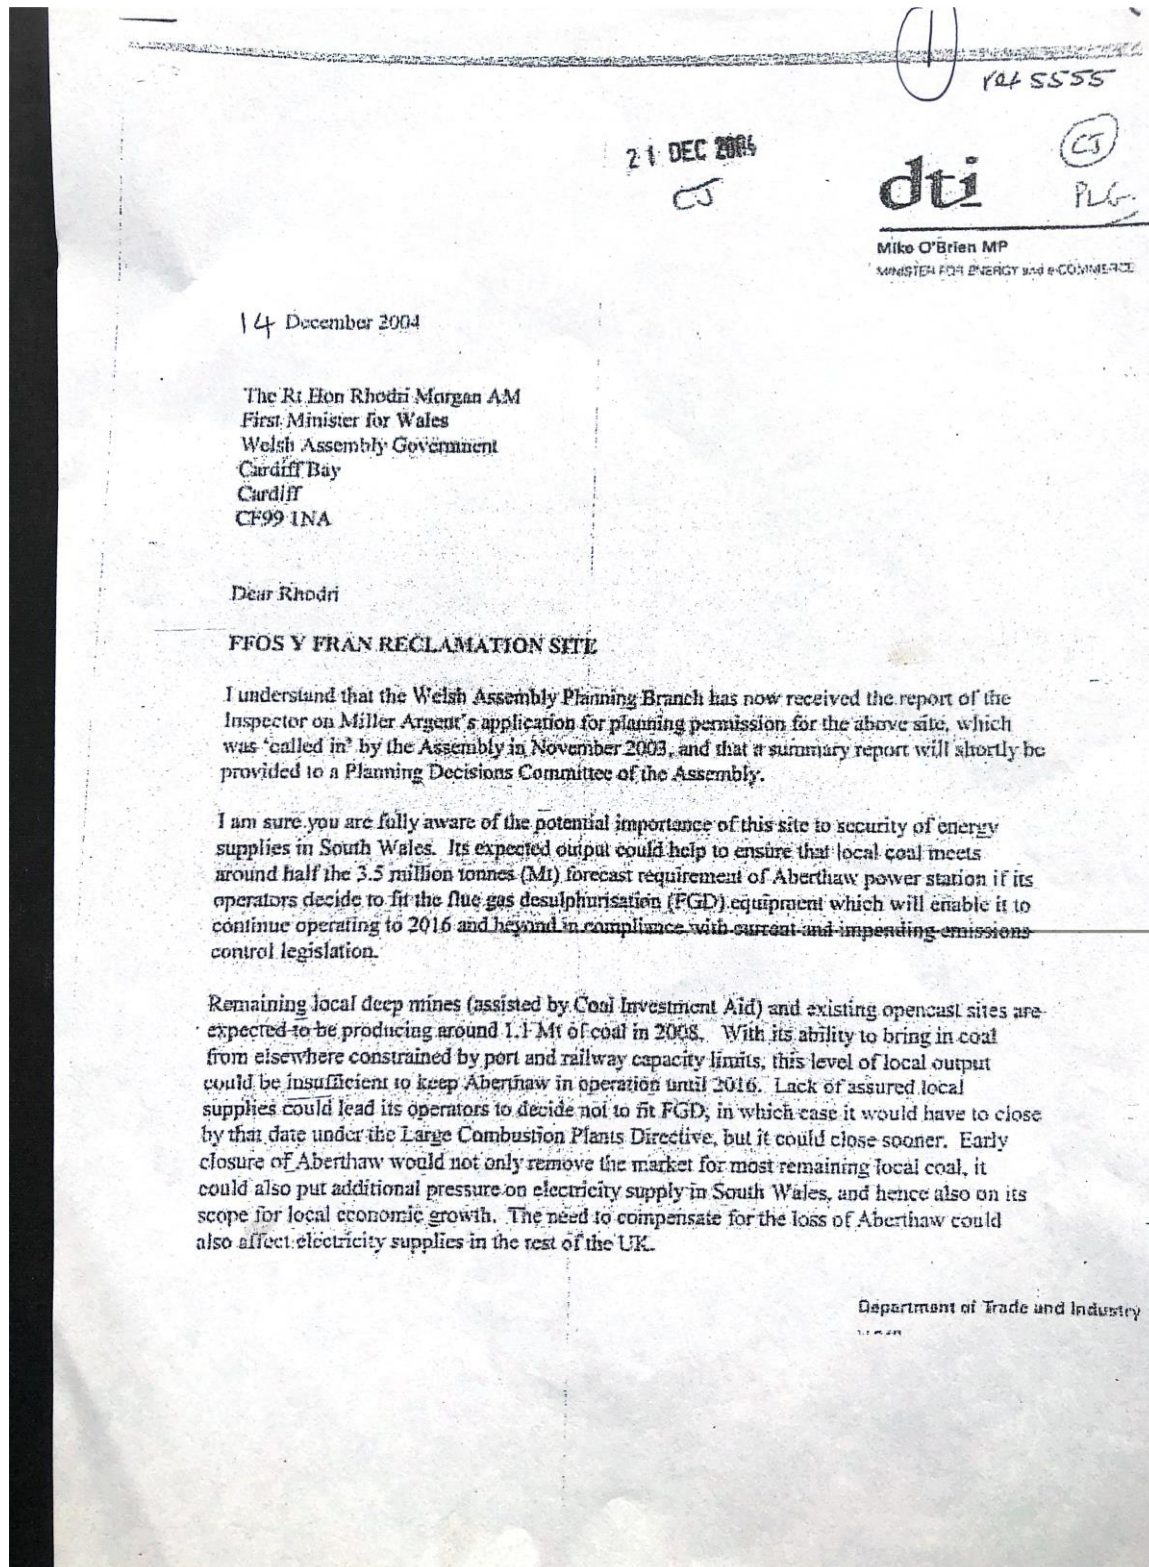 ref 5555
21 DEC 2004
CJ
CJ
dti
PLG.
Mike O'Brien MP
MINISTER FOR ENERGY and e-COMMERCE
14 December 2004
The Rt Hon Rhodri Morgan AM
First Minister for Wales
Welsh Assembly Government
Cardiff Bay
Cardiff
CF99 1NA
Dear Rhodri
FFOS Y FRAN RECLAMATION SITE
I understand that the Welsh Assembly Planning Branch has now received the report of the
Inspector on Miller Argent's application for planning permission for the above site, which
was 'called in' by the Assembly in November 2003, and that a summary report will shortly be
provided to a Planning Decisions Committee of the Assembly.
I am sure you are fully aware of the potential importance of this site to security of energy
supplies in South Wales. Its expected output could help to ensure that local coal meets
around half the 3.5 million tonnes (Mt) forecast requirement of Aberthaw power station if its
operators decide to fit the flue gas desulphurisation (FGD) equipment which will enable it to
continue operating to 2016 and beyond in compliance with current and impending emissions
control legislation.
Remaining local deep mines (assisted by Coal Investment Aid) and existing opencast sites are
expected to be producing around 1.1 Mt of coal in 2008. With its ability to bring in coal
from elsewhere constrained by port and railway capacity limits, this level of local output
could be insufficient to keep Aberthaw in operation until 2016. Lack of assured local
supplies could lead its operators to decide not to fit FGD, in which case it would have to close
by that date under the Large Combustion Plants Directive, but it could close sooner. Early
closure of Aberthaw would not only remove the market for most remaining local coal, it
could also put additional pressure on electricity supply in South Wales, and hence also on its
scope for local economic growth. The need to compensate for the loss of Aberthaw could
also affect electricity supplies in the rest of the UK.
Department of Trade and Industry